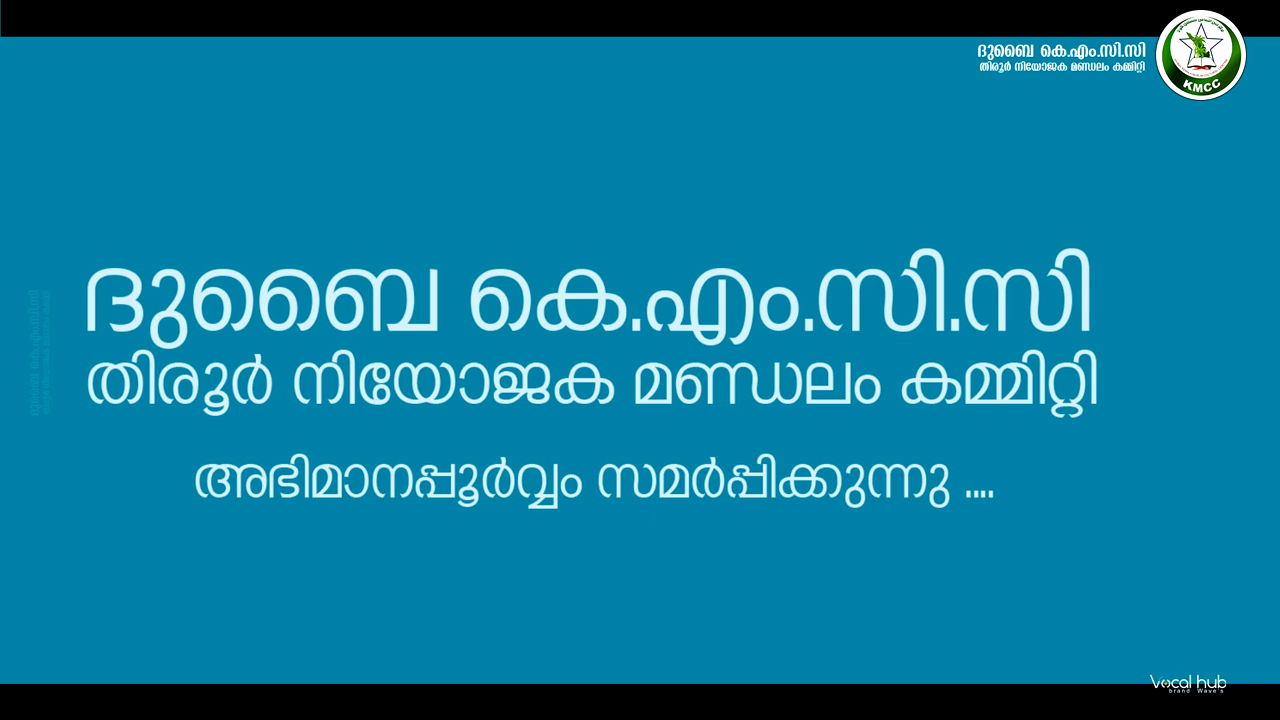 ദുബൈ കെ.എം.സി.സി
തിരൂർ നിയോജക മണ്ഡലം കമ്മിറ്റി
KMCC
ദുബൈ കെ.എം.സി.സി
തിരൂർ നിയോജക മണ്ഡലം കമ്മിറ്റി
അഭിമാനപ്പൂർവ്വം സമർപ്പിക്കുന്നു ....
Vocal hub
brand Wave's